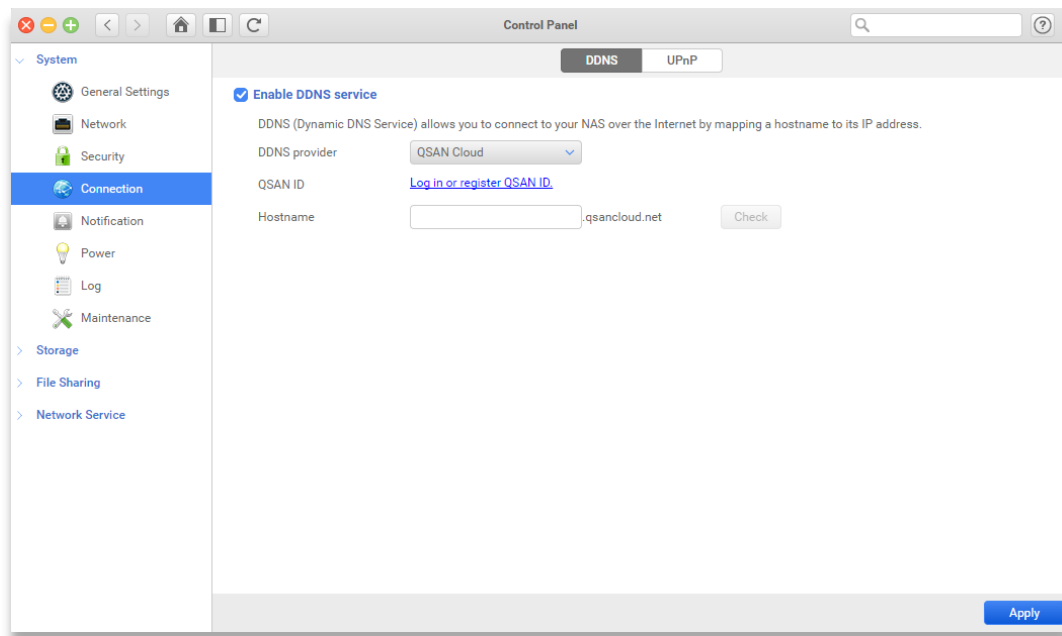 Control Panel
System
General Settings
Network
Security
Connection
Notification
Power
Log
Maintenance
Storage
File Sharing
Network Service
DDNS UPnP
Enable DDNS service
DDNS (Dynamic DNS Service) allows you to connect to your NAS over the Internet by mapping a hostname to its IP address.
DDNS provider QSAN Cloud
QSAN ID Log in or register QSAN ID.
Hostname .qsancloud.net Check
Apply